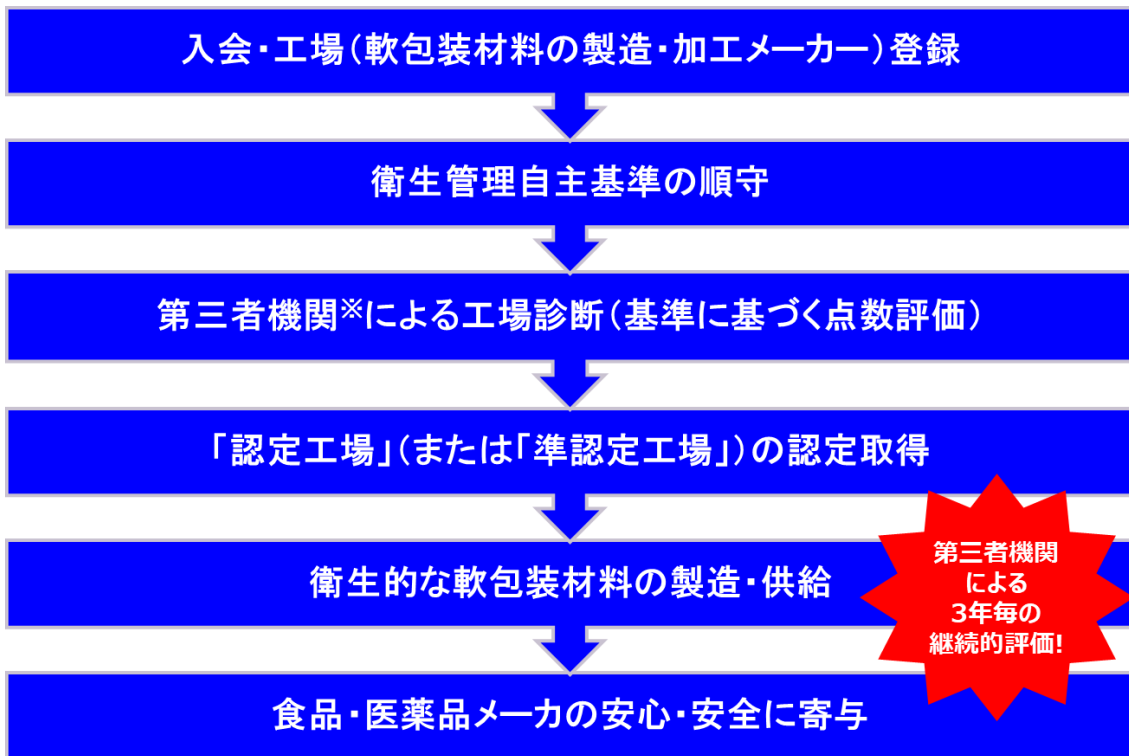 入会・工場（軟包装材料の製造・加工メーカー）登録
衛生管理自主基準の順守
第三者機関※による工場診断（基準に基づく点数評価）
「認定工場」（または「準認定工場」）の認定取得
衛生的な軟包装材料の製造・供給
第三者機関
による
3年毎の
継続的評価!
食品・医薬品メーカの安心・安全に寄与